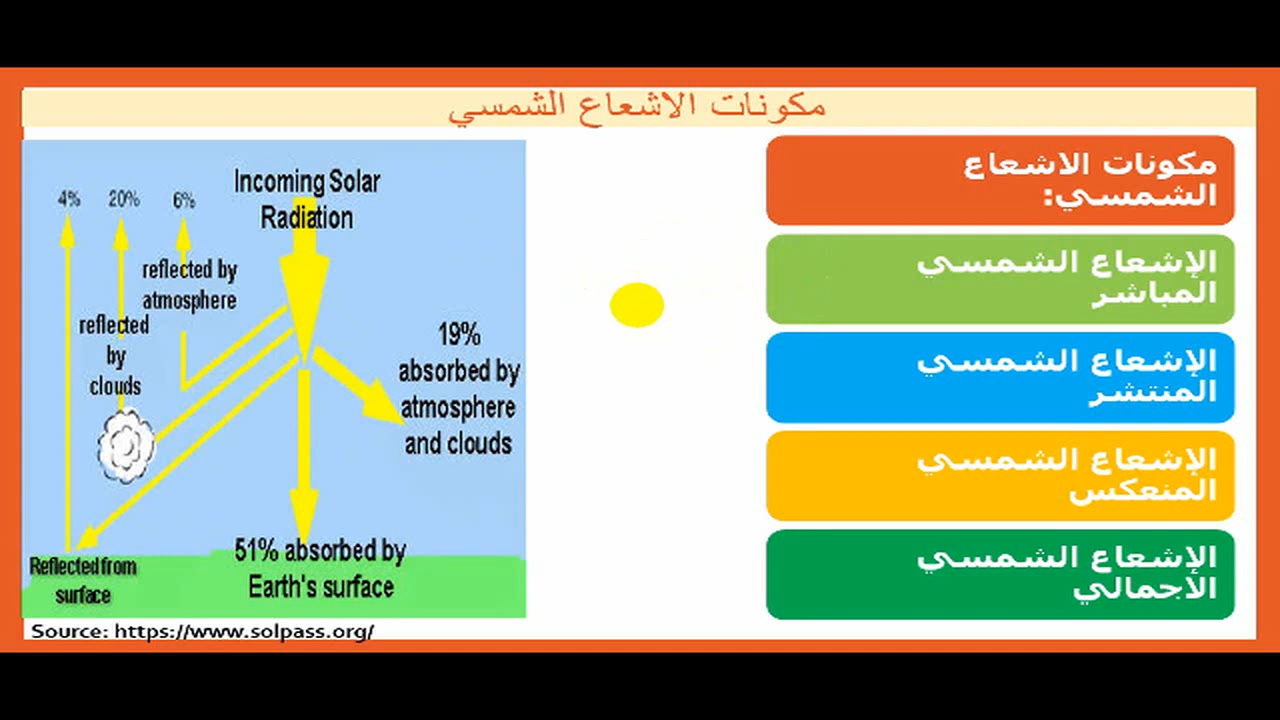 مكونات الاشعاع الشمسي
Incoming Solar
Radiation
4%
20%
6%
reflected by
atmosphere
reflected
by
clouds
19%
absorbed by
atmosphere
and clouds
51% absorbed by
Earth's surface
Reflected from
surface
Source: https://www.solpass.org/
مكونات الاشعاع
الشمسي:
الإشعاع الشمسي
المباشر
الإشعاع الشمسي
المنتشر
الإشعاع الشمسي
المنعكس
الإشعاع الشمسي
الاجمالي